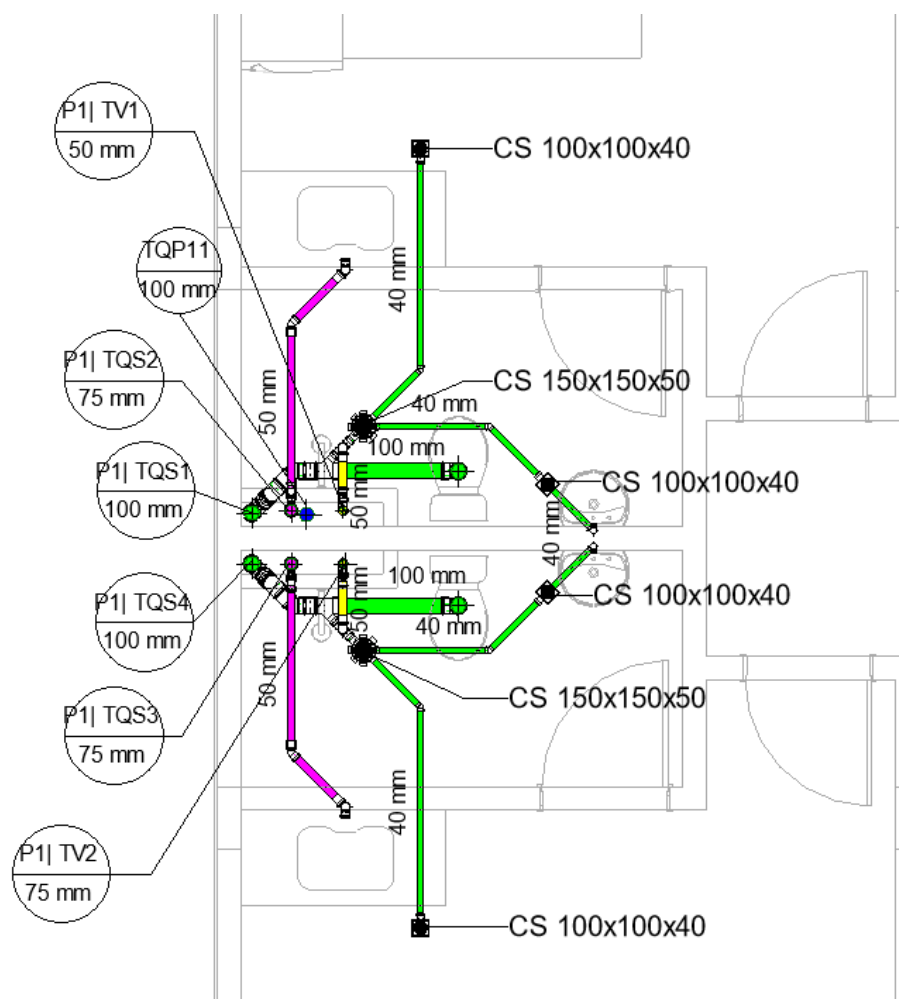 P1| TV1
50 mm
CS 100x100x40
TQP11
100 mm
40 mm
P1| TQS2
75 mm
CS 150x150x50
50 mm
40 mm
100 mm
P1| TQS1
100 mm
50 mm
CS 100x100x40
40 mm
100 mm
P1| TQS4
100 mm
50 mm
CS 100x100x40
40 mm
50 mm
P1| TQS3
75 mm
CS 150x150x50
40 mm
P1| TV2
75 mm
CS 100x100x40